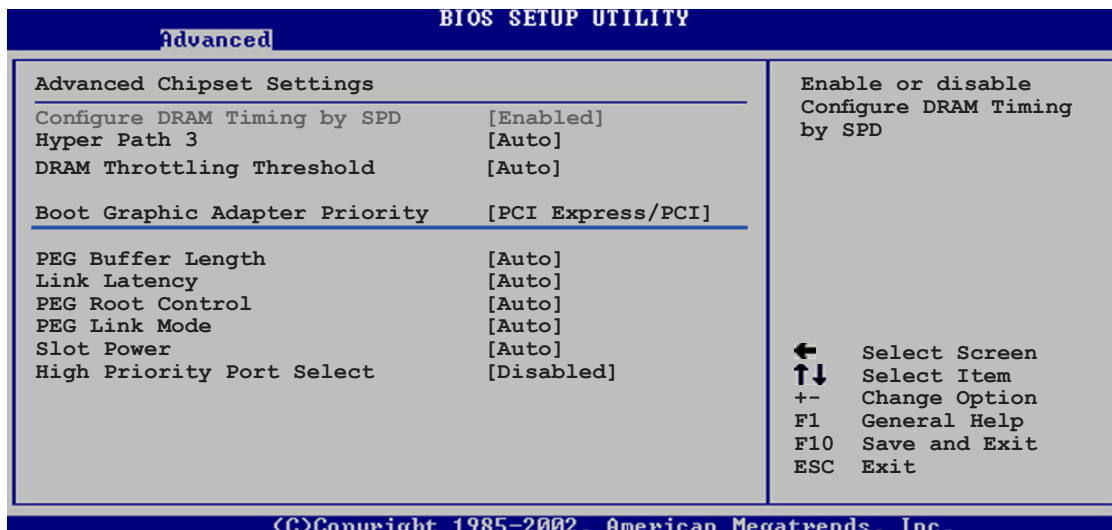 BIOS SETUP UTILITY
Advanced
Advanced Chipset Settings
Configure DRAM Timing by SPD [Enabled]
Hyper Path 3 [Auto]
DRAM Throttling Threshold [Auto]
Boot Graphic Adapter Priority [PCI Express/PCI]
PEG Buffer Length [Auto]
Link Latency [Auto]
PEG Root Control [Auto]
PEG Link Mode [Auto]
Slot Power [Auto]
High Priority Port Select [Disabled]
Enable or disable
Configure DRAM Timing
by SPD
← Select Screen
↑↓ Select Item
+- Change Option
F1 General Help
F10 Save and Exit
ESC Exit
(C)Copyright 1985-2002, American Megatrends, Inc.